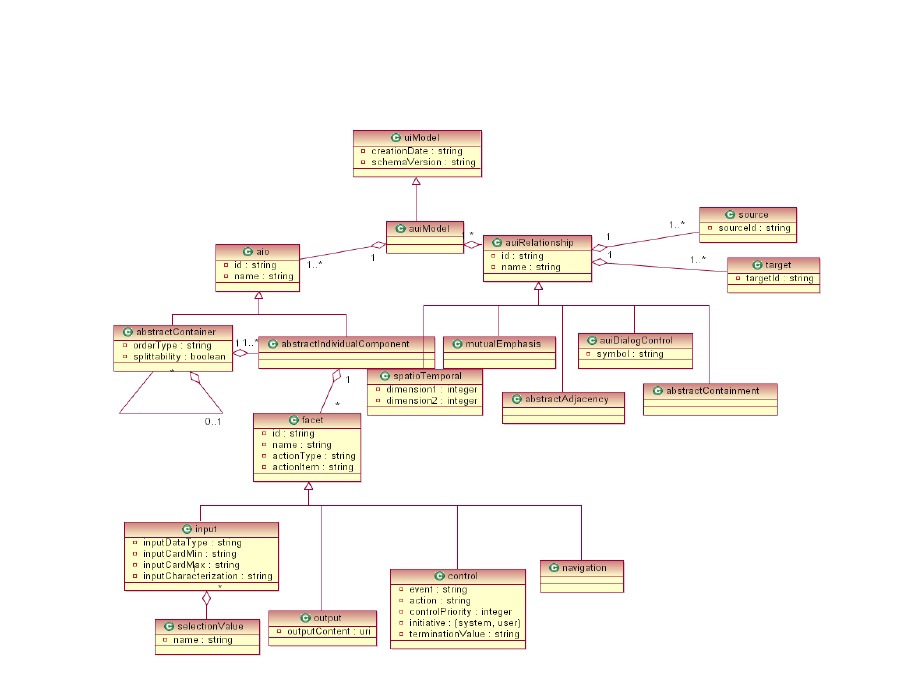 C uiModel
creationDate : string
schemaVersion : string
C auiModel
1
*
1
C auiRelationship
id : string
name : string
1
1..*
C source
sourceId : string
1
1..*
C target
targetId : string
C aio
id : string
name : string
1..*
C abstractContainer
orderType : string
splittability : boolean
*
0..1
1
1..*
C abstractIndividualComponent
C mutualEmphasis
C auiDialogControl
symbol : string
C spatioTemporal
dimension1 : integer
dimension2 : integer
C abstractAdjacency
C abstractContainment
1
*
C facet
id : string
name : string
actionType : string
actionItem : string
C input
inputDataType : string
inputCardMin : string
inputCardMax : string
inputCharacterization : string
*
C selectionValue
name : string
C output
outputContent : uri
C control
event : string
action : string
controlPriority : integer
initiative : {system, user}
terminationValue : string
C navigation